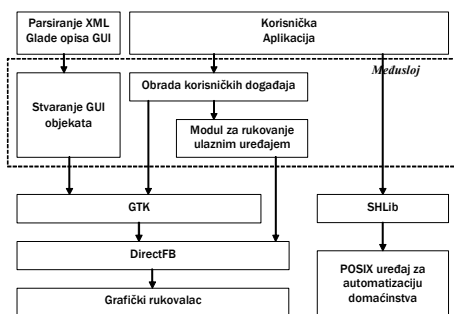 Parsiranje XML
Glade opisa GUI
Korisnička
Aplikacija
Međusloj
Stvaranje GUI
objekata
Obrada korisničkih događaja
Modul za rukovanje
ulaznim uređajem
GTK
SHLib
DirectFB
POSIX uređaj za
automatizaciju
domaćinstva
Grafički rukovalac